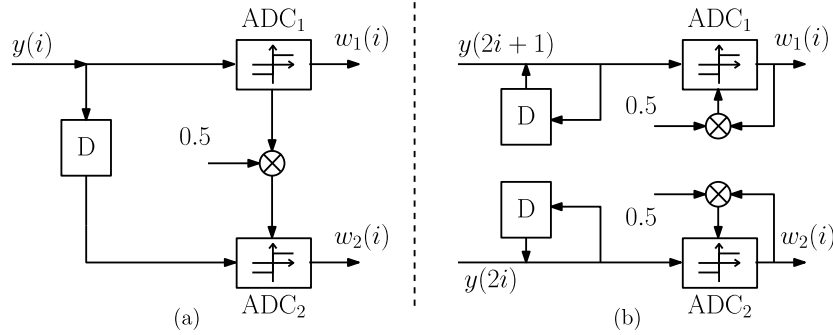 ADC₁
y(i)
w₁(i)
D
0.5
w₂(i)
ADC₂
(a)
ADC₁
y(2i + 1)
w₁(i)
0.5
D
D
0.5
w₂(i)
y(2i)
ADC₂
(b)